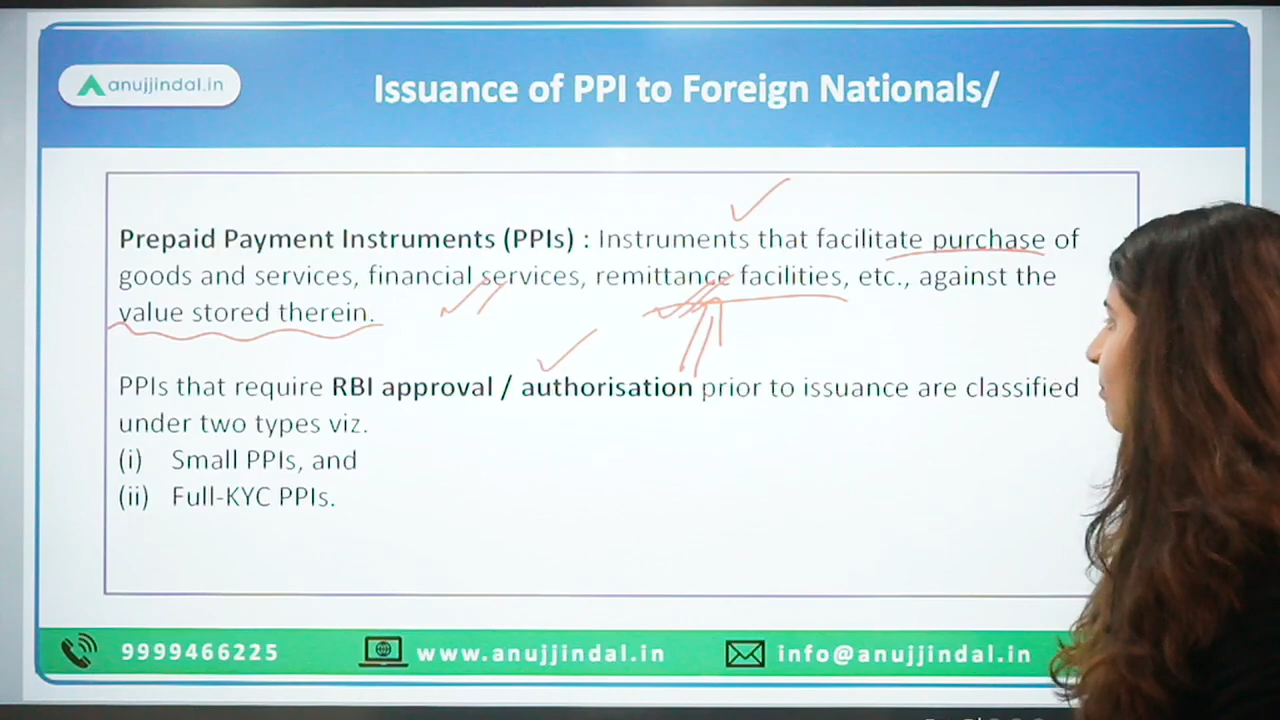 anujjindal.in
Issuance of PPI to Foreign Nationals/
Prepaid Payment Instruments (PPIs) : Instruments that facilitate purchase of
goods and services, financial services, remittance facilities, etc., against the
value stored therein.
PPIs that require RBI approval / authorisation prior to issuance are classified
under two types viz.
(i) Small PPIs, and
(ii) Full-KYC PPIs.
9999466225
www.anujjindal.in
info@anujjindal.in